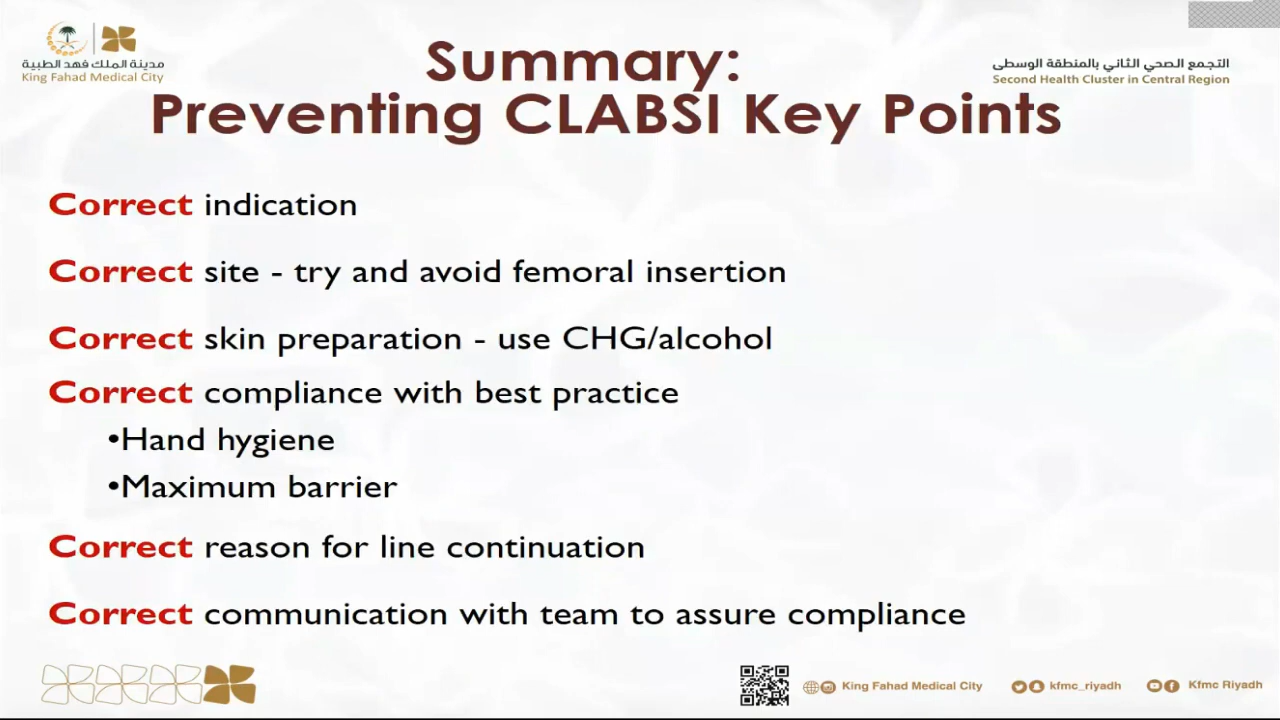 مدينة الملك فهد الطبية
King Fahad Medical City
Summary:
Preventing CLABSI Key Points
التجمع الصحي الثاني بالمنطقة الوسطى
Second Health Cluster in Central Region
Correct indication
Correct site - try and avoid femoral insertion
Correct skin preparation - use CHG/alcohol
Correct compliance with best practice
•Hand hygiene
•Maximum barrier
Correct reason for line continuation
Correct communication with team to assure compliance
King Fahad Medical City
kfmc_riyadh
Kfmc Riyadh